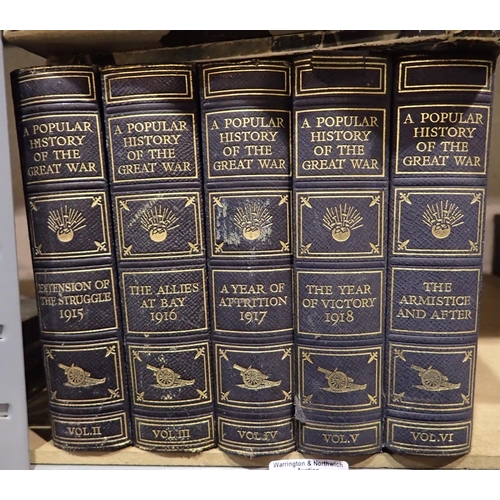 A POPULAR
HISTORY
OF THE
GREAT WAR
EXTENSION OF
THE STRUGGLE
1915
VOL.II
A POPULAR
HISTORY
OF THE
GREAT WAR
THE ALLIES
AT BAY
1916
VOL.III
A POPULAR
HISTORY
OF THE
GREAT WAR
A YEAR OF
ATTRITION
1917
VOL.IV
A POPULAR
HISTORY
OF THE
GREAT WAR
THE YEAR
OF VICTORY
1918
VOL.V
A POPULAR
HISTORY
OF THE
GREAT WAR
THE
ARMISTICE
AND AFTER
VOL.VI
Warrington & Northwich
Auction